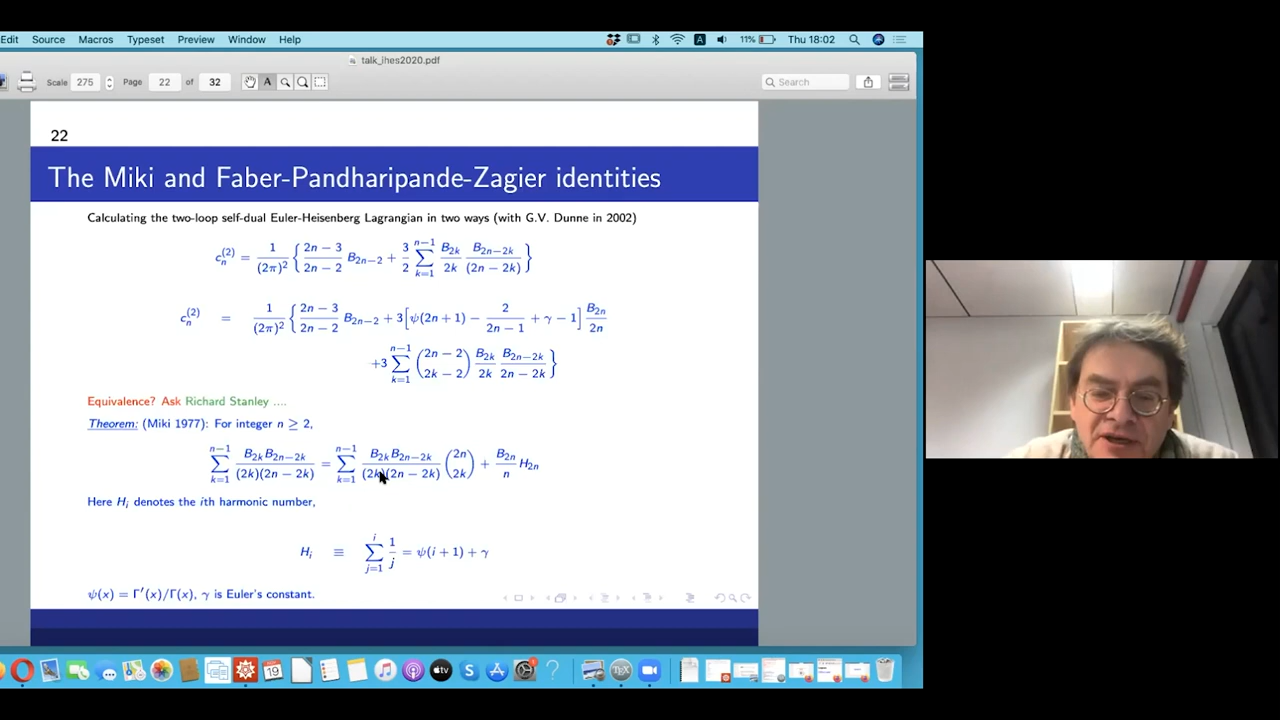 Edit Source Macros Typeset Preview Window Help 11% Thu 18:02
talk_ihes2020.pdf
Scale 275 Page 22 of 32 Search
22
The Miki and Faber-Pandharipande-Zagier identities
Calculating the two-loop self-dual Euler-Heisenberg Lagrangian in two ways (with G.V. Dunne in 2002)
c_n^{(2)} = \frac{1}{(2π)^2} \left\{ \frac{2n-3}{2n-2} B_{2n-2} + \frac{3}{2} \sum_{k=1}^{n-1} \frac{B_{2k}}{2k} \frac{B_{2n-2k}}{(2n-2k)} \right\}
c_n^{(2)} = \frac{1}{(2π)^2} \left\{ \frac{2n-3}{2n-2} B_{2n-2} + 3 \left[ ψ(2n+1) - \frac{2}{2n-1} + γ - 1 \right] \frac{B_{2n}}{2n}
+3 \sum_{k=1}^{n-1} \binom{2n-2}{2k-2} \frac{B_{2k}}{2k} \frac{B_{2n-2k}}{2n-2k} \right\}
Equivalence? Ask Richard Stanley ....
Theorem: (Miki 1977): For integer n ≥ 2,
\sum_{k=1}^{n-1} \frac{B_{2k}B_{2n-2k}}{(2k)(2n-2k)} = \sum_{k=1}^{n-1} \frac{B_{2k}B_{2n-2k}}{(2k)(2n-2k)} \binom{2n}{2k} + \frac{B_{2n}}{n} H_{2n}
Here H_i denotes the ith harmonic number,
H_i ≡ \sum_{j=1}^{i} \frac{1}{j} = ψ(i+1) + γ
ψ(x) = Γ′(x)/Γ(x), γ is Euler's constant.